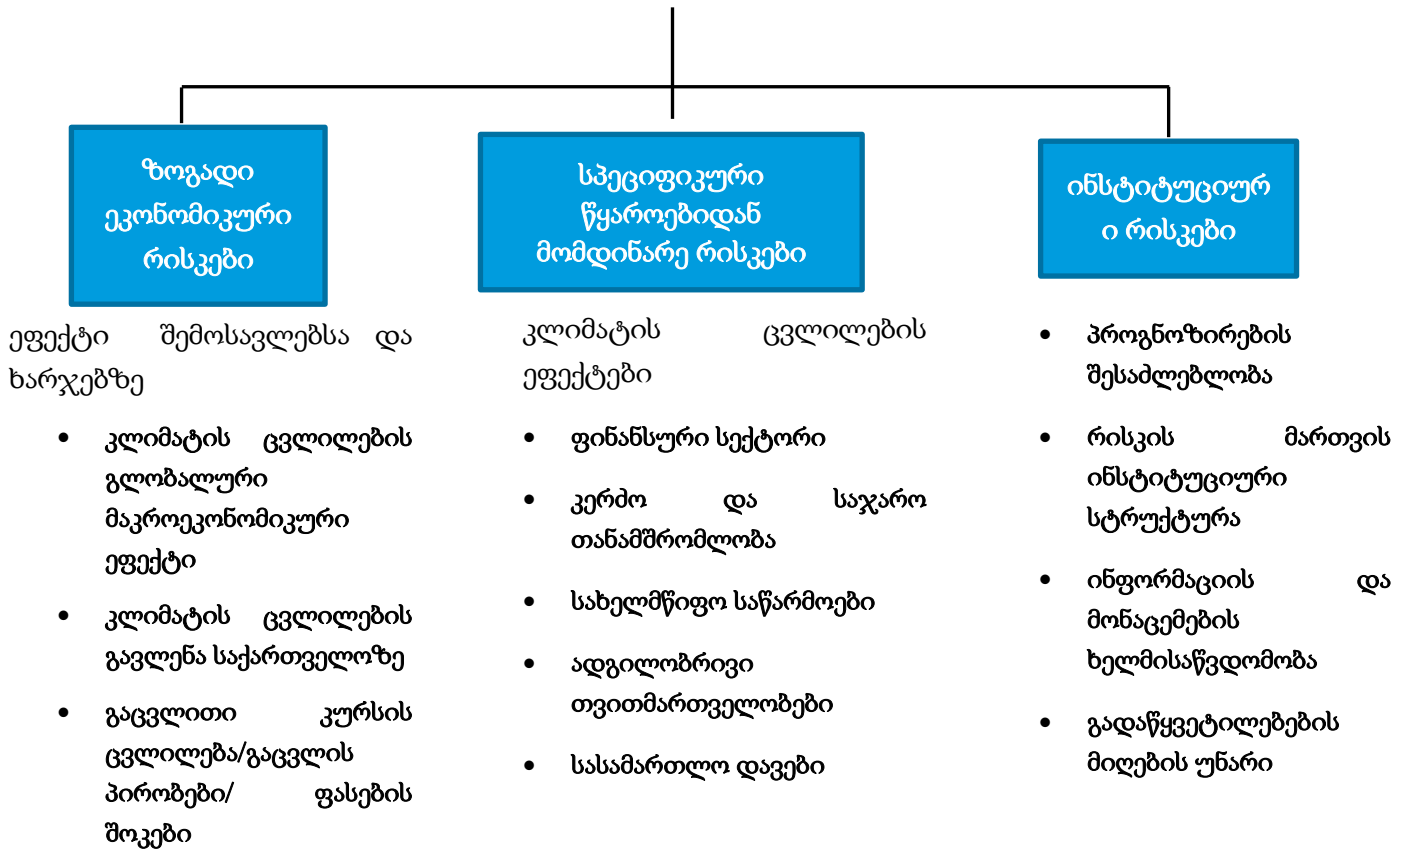 ზოგადი
ეკონომიკური
რისკები
ეფექტი შემოსავლებსა და
ხარჯებზე
• კლიმატის ცვლილების
გლობალური
მაკროეკონომიკური
ეფექტი
• კლიმატის ცვლილების
გავლენა საქართველოზე
• გაცვლითი კურსის
ცვლილება/გაცვლის
პირობები/ ფასების
შოკები
სპეციფიკური
წყაროებიდან
მომდინარე რისკები
კლიმატის ცვლილების
ეფექტები
• ფინანსური სექტორი
• კერძო და საჯარო
თანამშრომლობა
• სახელმწიფო საწარმოები
• ადგილობრივი
თვითმართველობები
• სასამართლო დავები
ინსტიტუციურ
ი რისკები
• პროგნოზირების
შესაძლებლობა
• რისკის მართვის
ინსტიტუციური
სტრუქტურა
• ინფორმაციის და
მონაცემების
ხელმისაწვდომობა
• გადაწყვეტილებების
მიღების უნარი